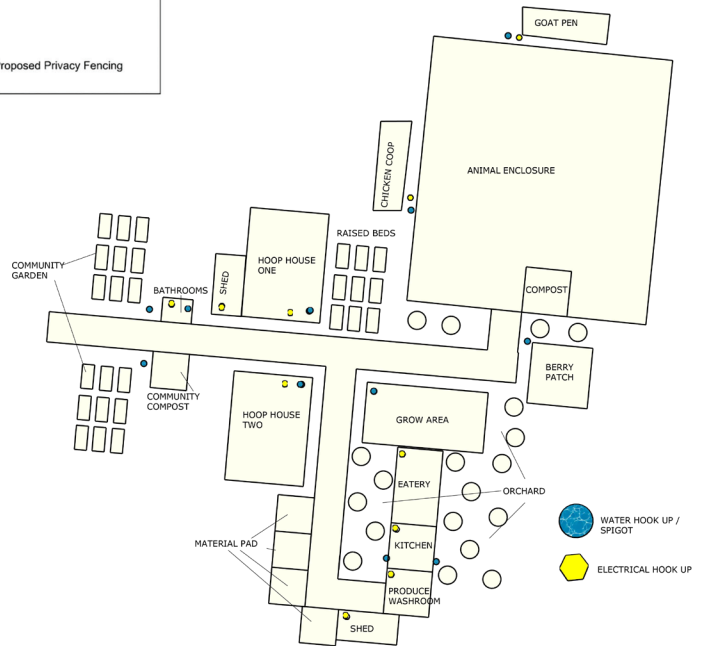 GOAT PEN
roposed Privacy Fencing
CHICKEN COOP
ANIMAL ENCLOSURE
RAISED BEDS
COMMUNITY
GARDEN
BATHROOMS
SHED
HOOP HOUSE
ONE
COMPOST
BERRY
PATCH
COMMUNITY
COMPOST
HOOP HOUSE
TWO
GROW AREA
EATERY
ORCHARD
WATER HOOK UP /
SPIGOT
MATERIAL PAD
KITCHEN
ELECTRICAL HOOK UP
PRODUCE
WASHROOM
SHED